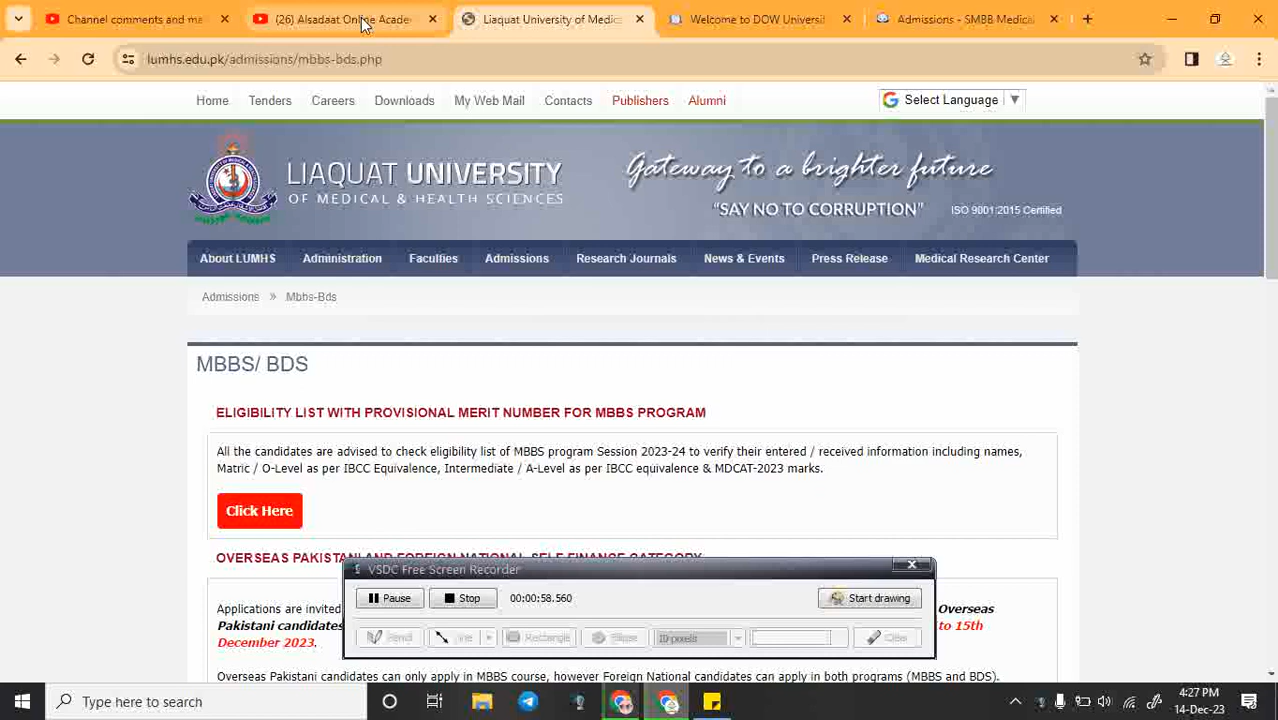 Channel comments and me
(26) Alsadaat Online Acade
Liaquat University of Medic
Welcome to DOW Universit
Admissions - SMBB Medical
lumhs.edu.pk/admissions/mbbs-bds.php
Home Tenders Careers Downloads My Web Mail Contacts Publishers Alumni
Select Language
LIAQUAT UNIVERSITY
OF MEDICAL & HEALTH SCIENCES
Gateway to a brighter future
"SAY NO TO CORRUPTION"
ISO 9001:2015 Certified
About LUMHS Administration Faculties Admissions Research Journals News & Events Press Release Medical Research Center
Admissions » Mbbs-Bds
MBBS/ BDS
ELIGIBILITY LIST WITH PROVISIONAL MERIT NUMBER FOR MBBS PROGRAM
All the candidates are advised to check eligibility list of MBBS program Session 2023-24 to verify their entered / received information including names,
Matric / O-Level as per IBCC Equivalence, Intermediate / A-Level as per IBCC equivalence & MDCAT-2023 marks.
Click Here
OVERSEAS PAKISTANI AND FOREIGN NATIONAL SELF FINANCE CATEGORY
VSDC Free Screen Recorder
Pause Stop 00:00:58.560 Start drawing
Line Rectangle Ellipse 10 pixels Clear
Applications are invited
Overseas
Pakistani candidates
to 15th
December 2023.
Overseas Pakistani candidates can only apply in MBBS course, however Foreign National candidates can apply in both programs (MBBS and BDS).
Type here to search
4:27 PM
14-Dec-23